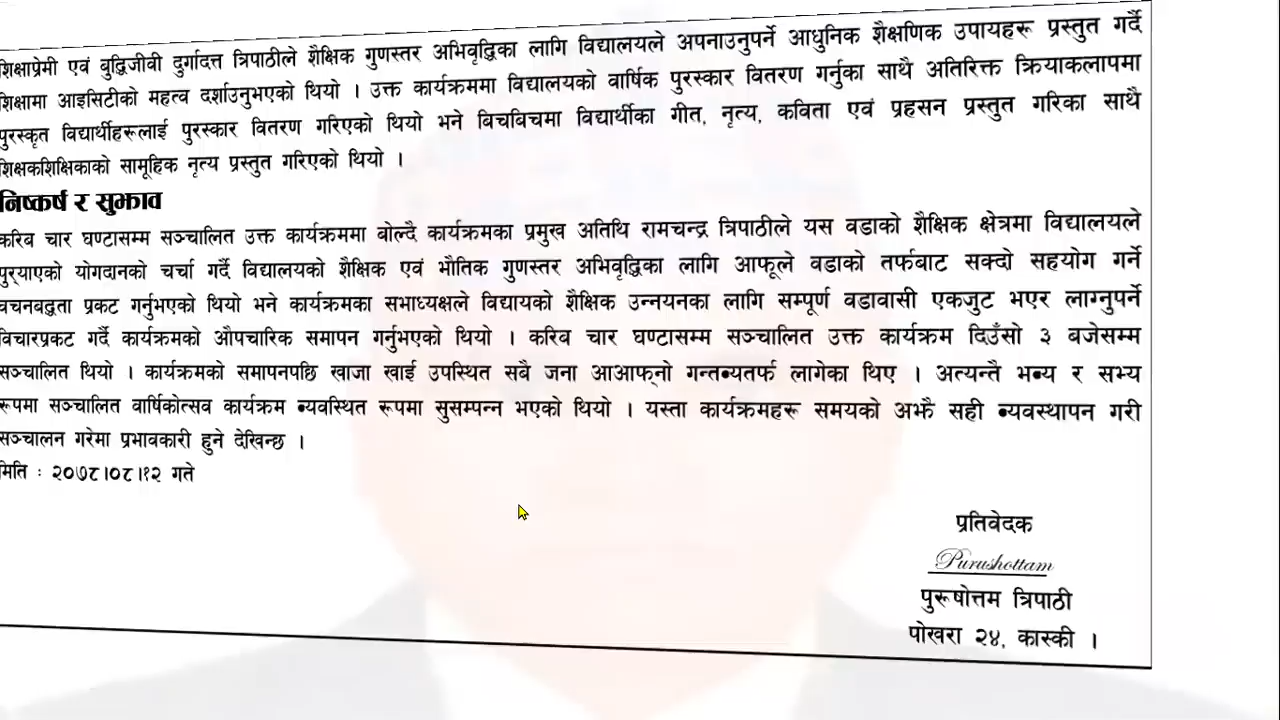 शिक्षाप्रेमी एवं बुद्धिजीवी दुर्गादत्त त्रिपाठीले शैक्षिक गुणस्तर अभिवृद्धिका लागि विद्यालयले अपनाउनुपर्ने आधुनिक शैक्षणिक उपायहरू प्रस्तुत गर्दै
शिक्षामा आइसिटीको महत्व दर्शाउनुभएको थियो । उक्त कार्यक्रममा विद्यालयको वार्षिक पुरस्कार वितरण गर्नुका साथै अतिरिक्त क्रियाकलापमा
पुरस्कृत विद्यार्थीहरूलाई पुरस्कार वितरण गरिएको थियो भने बिचबिचमा विद्यार्थीका गीत, नृत्य, कविता एवं प्रहसन प्रस्तुत गरिका साथै
शिक्षकशिक्षिकाको सामूहिक नृत्य प्रस्तुत गरिएको थियो ।
निष्कर्ष र सुझाव
करिब चार घण्टासम्म सञ्चालित उक्त कार्यक्रममा बोल्दै कार्यक्रमका प्रमुख अतिथि रामचन्द्र त्रिपाठीले यस वडाको शैक्षिक क्षेत्रमा विद्यालयले
पुर्‍याएको योगदानको चर्चा गर्दै विद्यालयको शैक्षिक एवं भौतिक गुणस्तर अभिवृद्धिका लागि आफूले वडाको तर्फबाट सक्दो सहयोग गर्ने
वचनबद्धता प्रकट गर्नुभएको थियो भने कार्यक्रमका सभाध्यक्षले विद्यायको शैक्षिक उन्नयनका लागि सम्पूर्ण वडावासी एकजुट भएर लाग्नुपर्ने
विचारप्रकट गर्दै कार्यक्रमको औपचारिक समापन गर्नुभएको थियो । करिब चार घण्टासम्म सञ्चालित उक्त कार्यक्रम दिउँसो ३ बजेसम्म
सञ्चालित थियो । कार्यक्रमको समापनपछि खाजा खाई उपस्थित सबै जना आआफ्नो गन्तव्यतर्फ लागेका थिए । अत्यन्तै भव्य र सभ्य
रूपमा सञ्चालित वार्षिकोत्सव कार्यक्रम व्यवस्थित रूपमा सुसम्पन्न भएको थियो । यस्ता कार्यक्रमहरू समयको अझै सही व्यवस्थापन गरी
सञ्चालन गरेमा प्रभावकारी हुने देखिन्छ ।
मिति : २०७८।०८।१२ गते
प्रतिवेदक
Purushottam
पुरूषोत्तम त्रिपाठी
पोखरा २४, कास्की ।